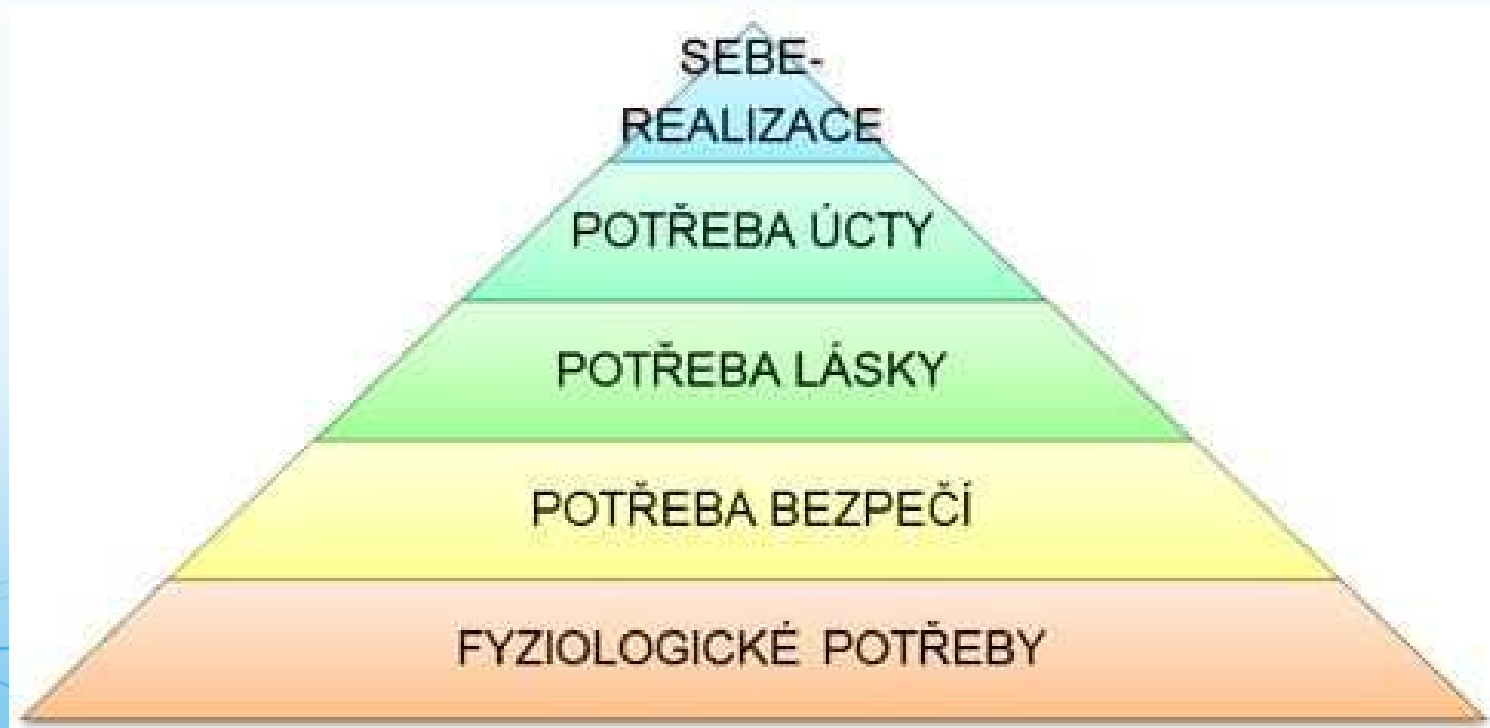 SEBE-
REALIZACE
POTŘEBA ÚCTY
POTŘEBA LÁSKY
POTŘEBA BEZPEČÍ
FYZIOLOGICKÉ POTŘEBY